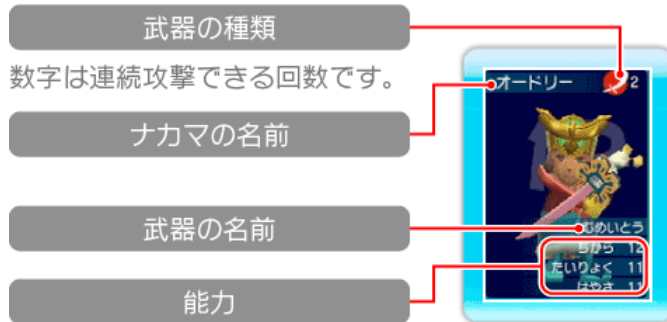 武器の種類
数字は連続攻撃できる回数です。
ナカマの名前
武器の名前
能力
オードリー 2
むめいとう
ちから 12
たいりょく 11
はやさ 11